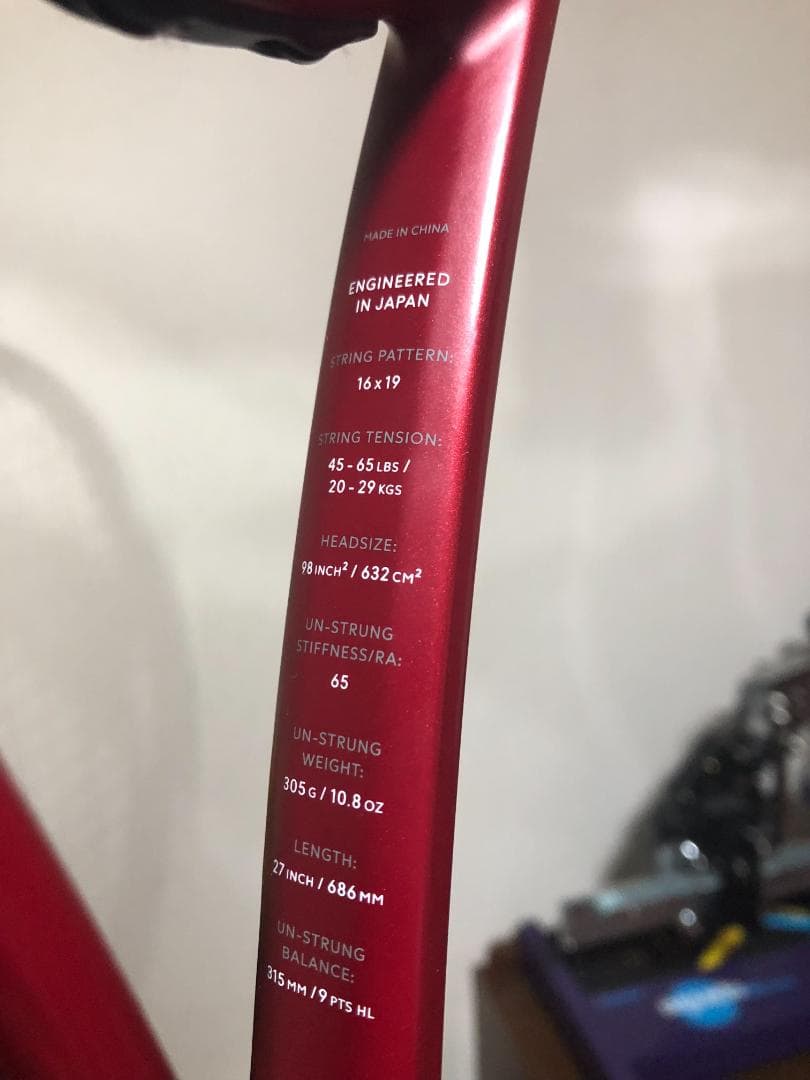 MADE IN CHINA
ENGINEERED
IN JAPAN
STRING PATTERN:
16 x 19
STRING TENSION:
45 - 65 LBS /
20 - 29 KGS
HEADSIZE:
98 INCH² / 632 CM²
UN-STRUNG
STIFFNESS/RA:
65
UN-STRUNG
WEIGHT:
305 G / 10.8 OZ
LENGTH:
27 INCH / 686 MM
UN-STRUNG
BALANCE:
315 MM / 9 PTS HL